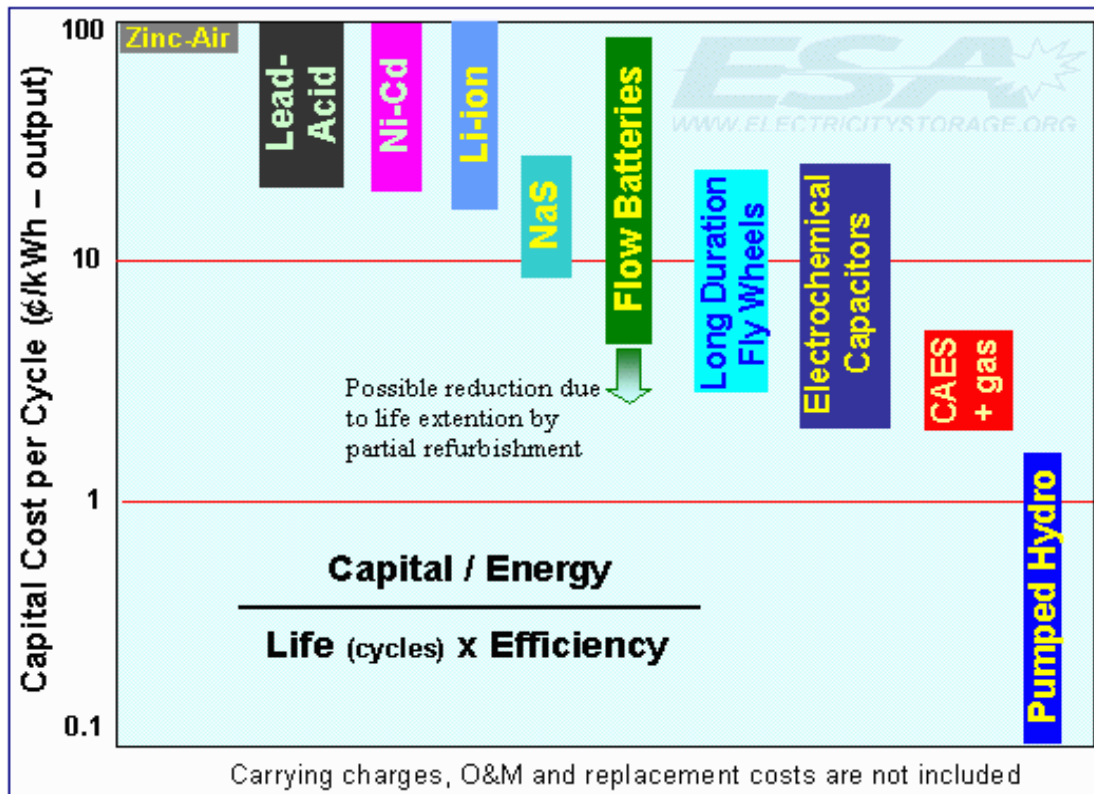 Capital Cost per Cycle (¢/kWh – output)
100
10
1
0.1
Zinc-Air
Lead-
Acid
Ni-Cd
Li-ion
NaS
Flow Batteries
Long Duration
Fly Wheels
Electrochemical
Capacitors
CAES
+ gas
Pumped Hydro
ESA
WWW.ELECTRICITYSTORAGE.ORG
Possible reduction due
to life extention by
partial refurbishment
Capital / Energy
Life (cycles) x Efficiency
Carrying charges, O&M and replacement costs are not included